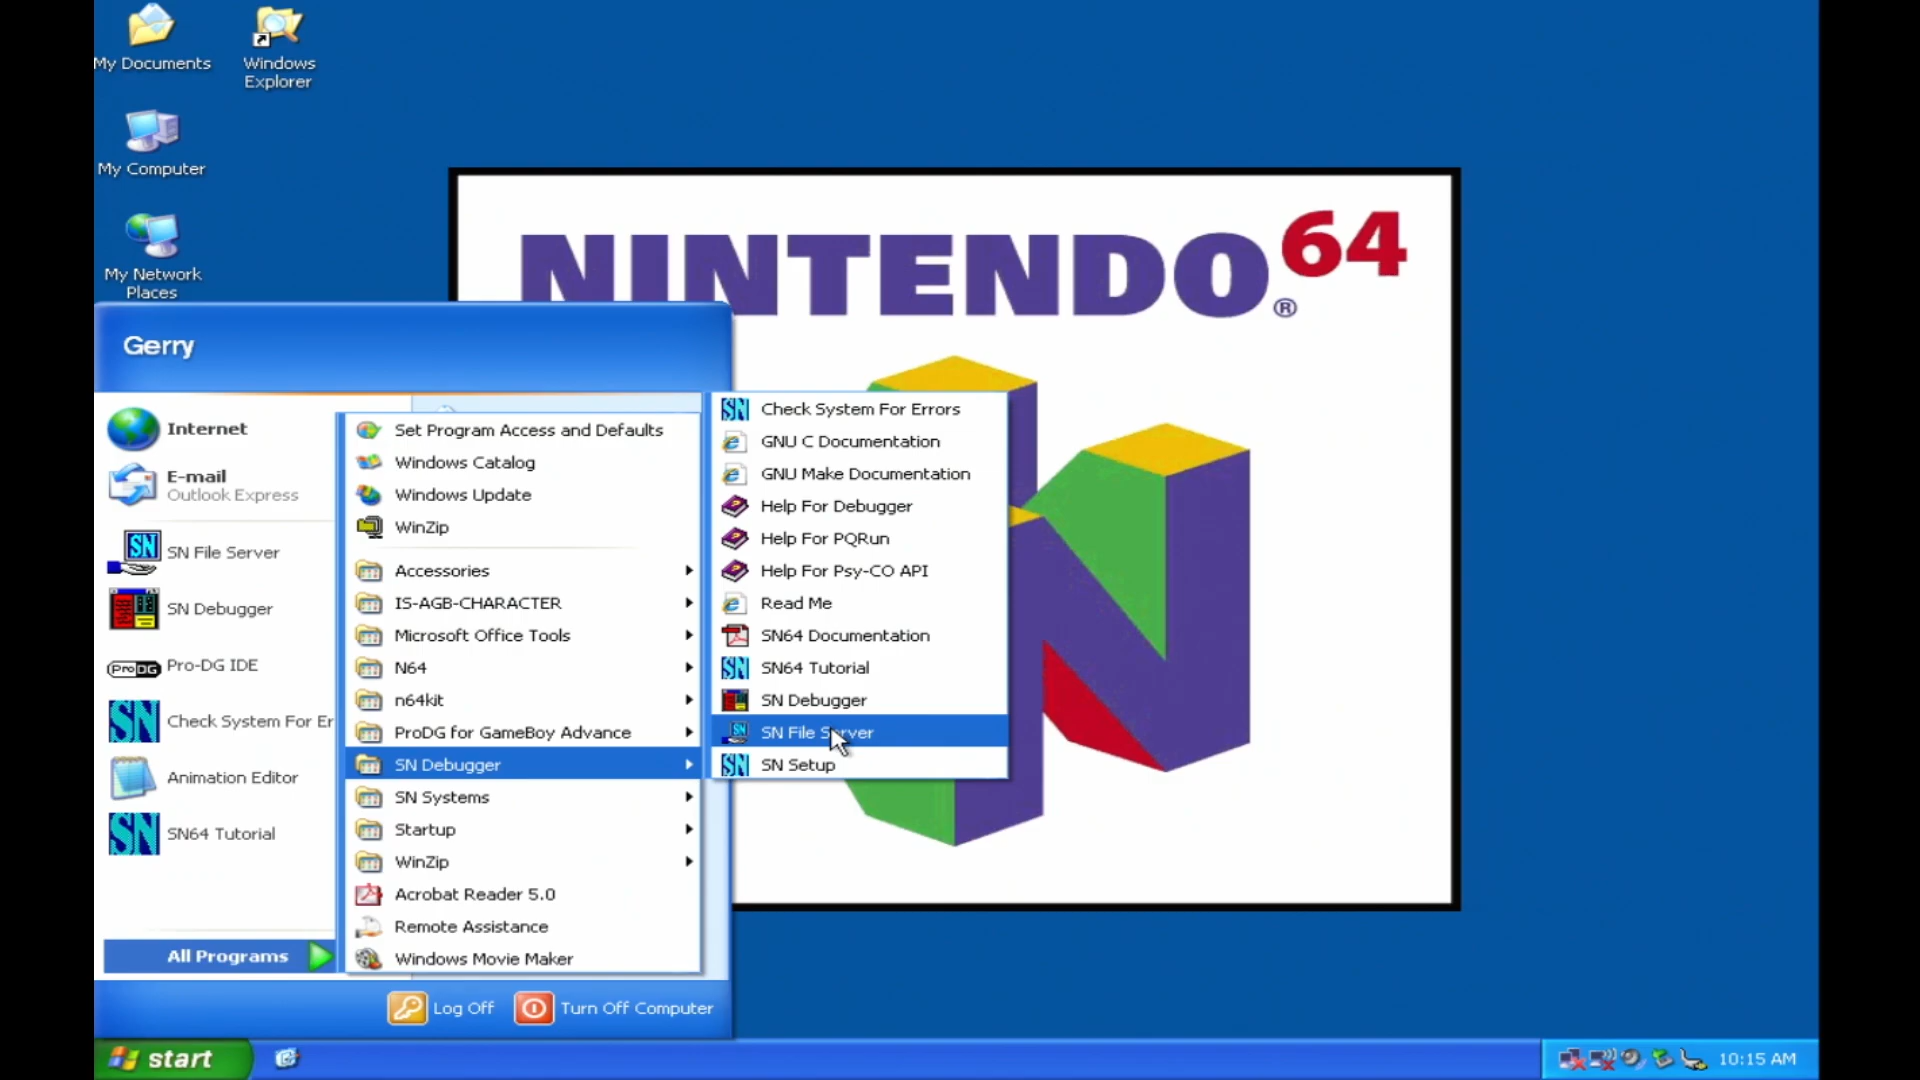 My Documents
Windows
Explorer
My Computer
My Network
Places
NINTENDO®64
Gerry
Internet
E-mail
Outlook Express
SN File Server
SN Debugger
Pro-DG IDE
Check System For Er
Animation Editor
SN64 Tutorial
All Programs
Set Program Access and Defaults
Windows Catalog
Windows Update
WinZip
Accessories
IS-AGB-CHARACTER
Microsoft Office Tools
N64
n64kit
ProDG for GameBoy Advance
SN Debugger
SN Systems
Startup
WinZip
Acrobat Reader 5.0
Remote Assistance
Windows Movie Maker
Check System For Errors
GNU C Documentation
GNU Make Documentation
Help For Debugger
Help For PQRun
Help For Psy-CO API
Read Me
SN64 Documentation
SN64 Tutorial
SN Debugger
SN File Server
SN Setup
Log Off
Turn Off Computer
start
10:15 AM